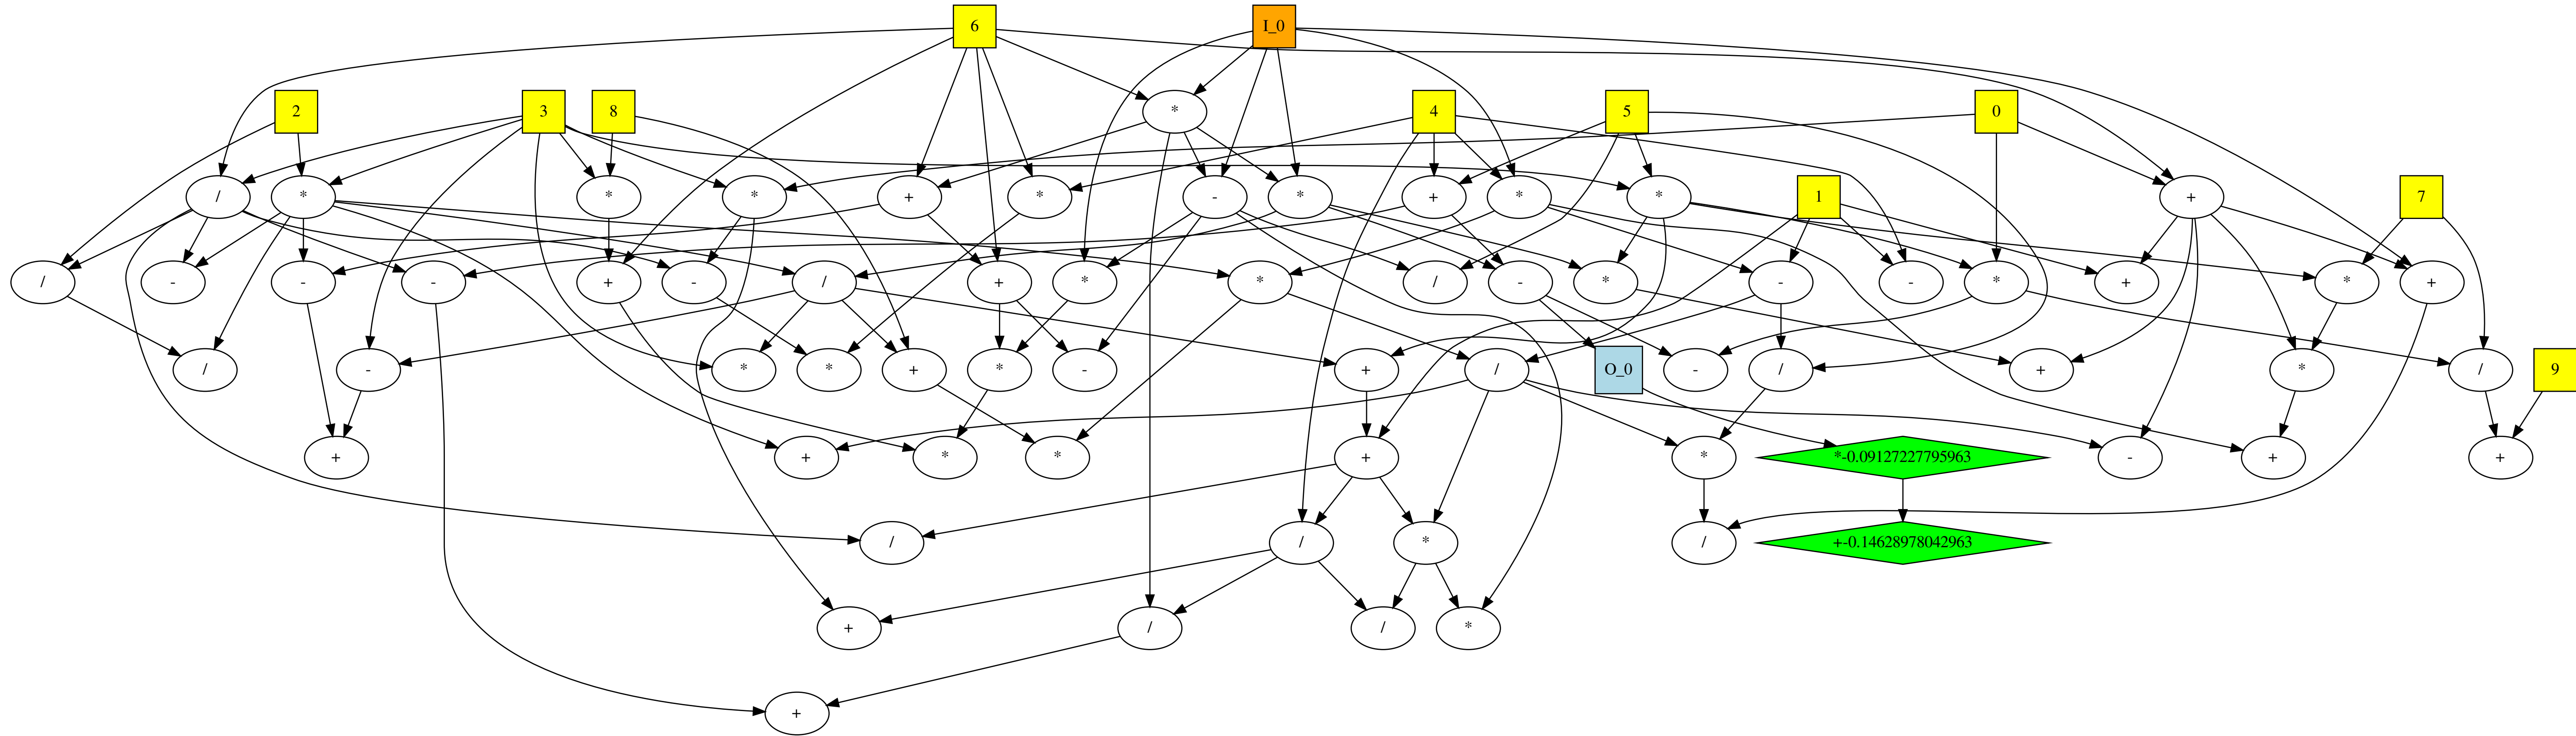 6 I_0
2 3 8 * 4 5 0
/ * * * + * - * + * * 1 + 7
/ - - - + - / + * * / - * - - * + * +
/ - * * + * - + / O_0 - / + * / 9
+ + * * + * *-0.09127227795963 - + +
/ / * / +-0.14628978042963
+ / / *
+